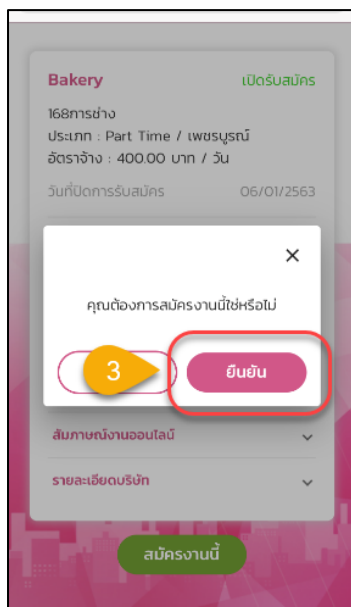 Bakery เปิดรับสมัคร
168การช่าง
ประเภท : Part Time / เพชรบูรณ์
อัตราจ้าง : 400.00 บาท / วัน
วันที่ปิดการรับสมัคร 06/01/2563
คุณต้องการสมัครงานนี้ใช่หรือไม่
3 ยืนยัน
สัมภาษณ์งานออนไลน์
รายละเอียดบริษัท
สมัครงานนี้